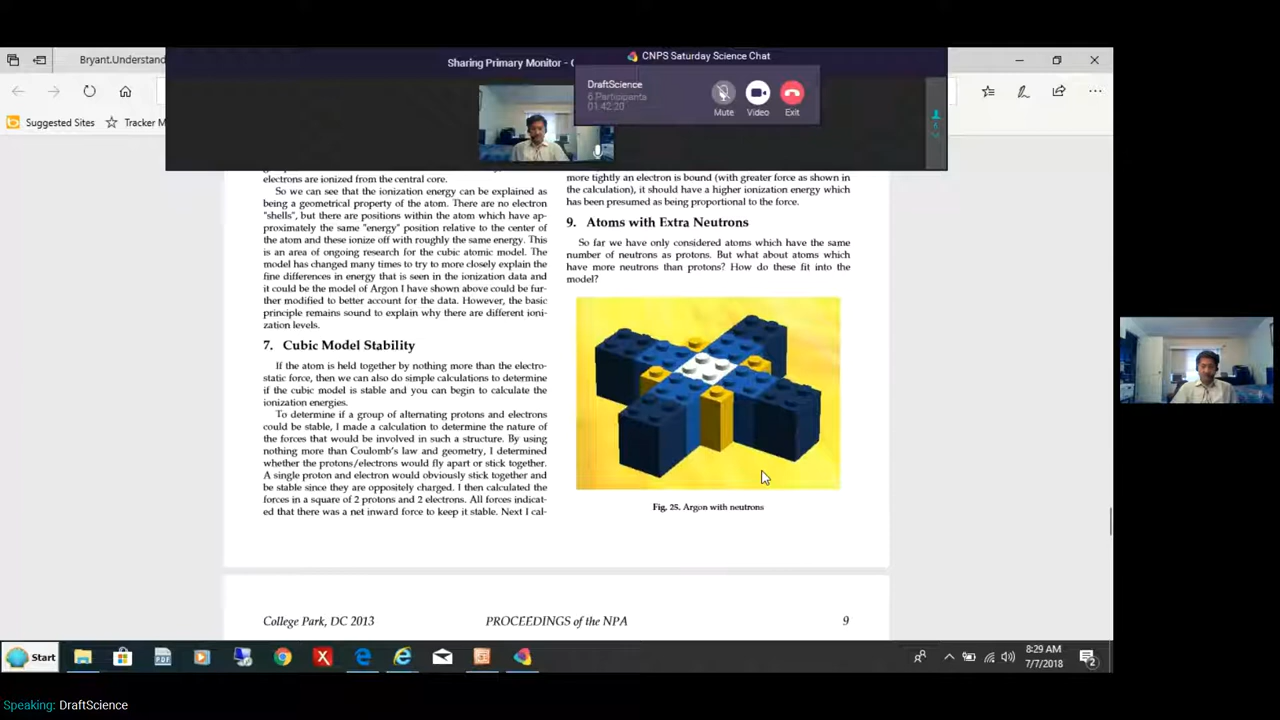 Bryant.Understand
Sharing Primary Monitor - C
CNPS Saturday Science Chat
DraftScience
6 Participants
01:42:20
Mute
Video
Exit
Suggested Sites
Tracker M
electrons are ionized from the central core.
So we can see that the ionization energy can be explained as
being a geometrical property of the atom. There are no electron
"shells", but there are positions within the atom which have ap-
proximately the same "energy" position relative to the center of
the atom and these ionize off with roughly the same energy. This
is an area of ongoing research for the cubic atomic model. The
model has changed many times to try to more closely explain the
fine differences in energy that is seen in the ionization data and
it could be the model of Argon I have shown above could be fur-
ther modified to better account for the data. However, the basic
principle remains sound to explain why there are different ioni-
zation levels.
7. Cubic Model Stability
If the atom is held together by nothing more than the electro-
static force, then we can also do simple calculations to determine
if the cubic model is stable and you can begin to calculate the
ionization energies.
To determine if a group of alternating protons and electrons
could be stable, I made a calculation to determine the nature of
the forces that would be involved in such a structure. By using
nothing more than Coulomb's law and geometry, I determined
whether the protons/electrons would fly apart or stick together.
A single proton and electron would obviously stick together and
be stable since they are oppositely charged. I then calculated the
forces in a square of 2 protons and 2 electrons. All forces indicat-
ed that there was a net inward force to keep it stable. Next I cal-
more tightly an electron is bound (with greater force as shown in
the calculation), it should have a higher ionization energy which
has been presumed as being proportional to the force.
9. Atoms with Extra Neutrons
So far we have only considered atoms which have the same
number of neutrons as protons. But what about atoms which
have more neutrons than protons? How do these fit into the
model?
Fig. 25. Argon with neutrons
College Park, DC 2013
PROCEEDINGS of the NPA
9
Start
8:29 AM
7/7/2018
2
Speaking: DraftScience